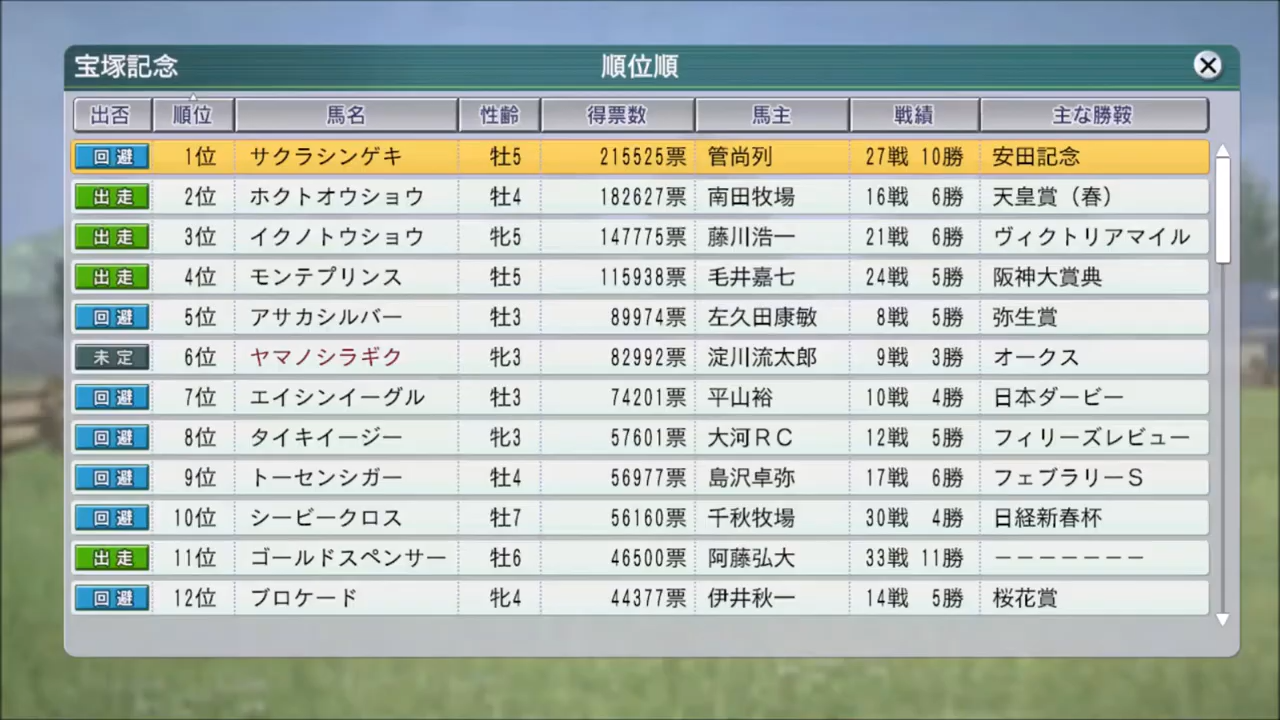 宝塚記念 順位順
出否 順位 馬名 性齢 得票数 馬主 戦績 主な勝鞍
回避 1位 サクラシンゲキ 牡5 215525票 管尚列 27戦 10勝 安田記念
出走 2位 ホクトオウショウ 牡4 182627票 南田牧場 16戦 6勝 天皇賞（春）
出走 3位 イクノトウショウ 牝5 147775票 藤川浩一 21戦 6勝 ヴィクトリアマイル
出走 4位 モンテプリンス 牡5 115938票 毛井嘉七 24戦 5勝 阪神大賞典
回避 5位 アサカシルバー 牡3 89974票 左久田康敏 8戦 5勝 弥生賞
未定 6位 ヤマノシラギク 牝3 82992票 淀川流太郎 9戦 3勝 オークス
回避 7位 エイシンイーグル 牡3 74201票 平山裕 10戦 4勝 日本ダービー
回避 8位 タイキイージー 牝3 57601票 大河ＲＣ 12戦 5勝 フィリーズレビュー
回避 9位 トーセンシガー 牡4 56977票 島沢卓弥 17戦 6勝 フェブラリーＳ
回避 10位 シービークロス 牡7 56160票 千秋牧場 30戦 4勝 日経新春杯
出走 11位 ゴールドスペンサー 牡6 46500票 阿藤弘大 33戦 11勝 －－－－－－－
回避 12位 ブロケード 牝4 44377票 伊井秋一 14戦 5勝 桜花賞